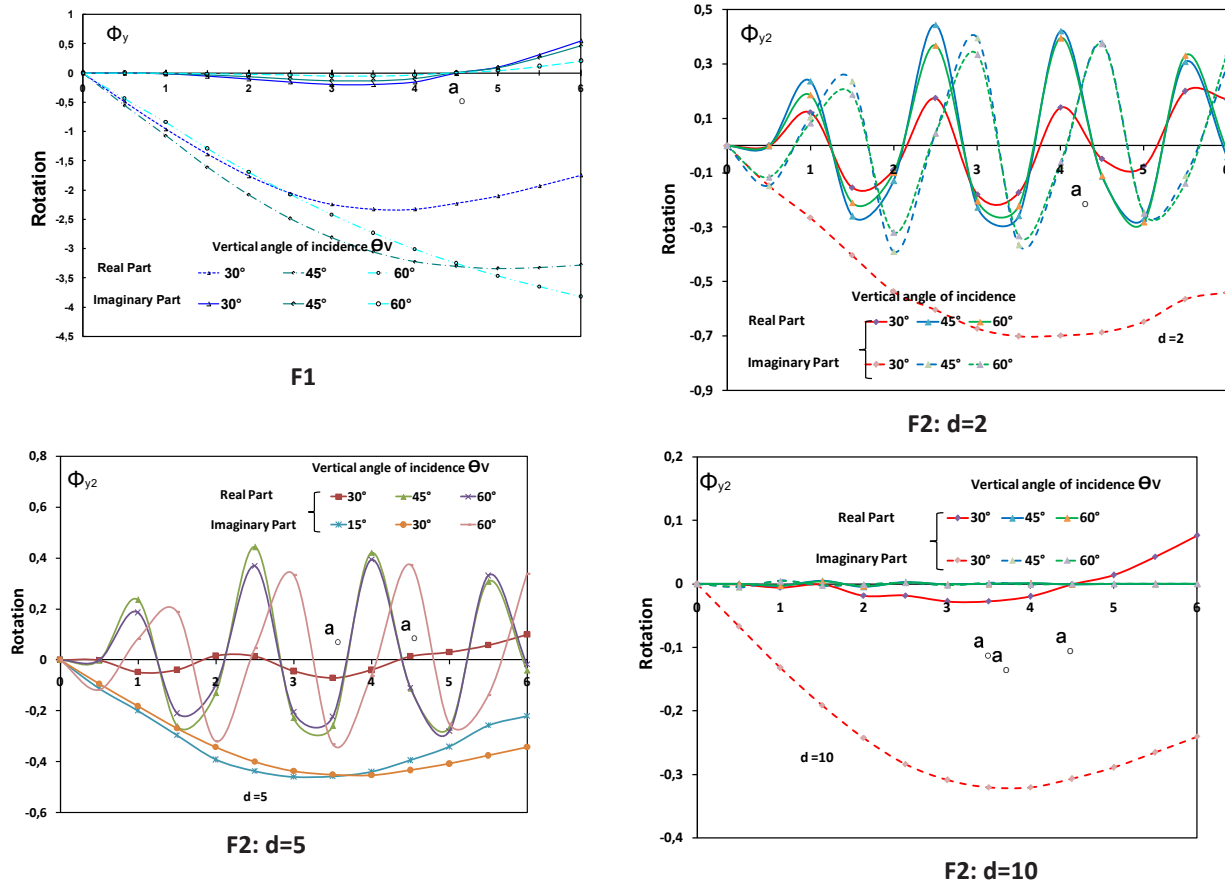 Φy
1
0,5
0
-0,5
-1
-1,5
-2
-2,5
-3
-3,5
-4
-4,5
0 1 2 3 4 5 6
a₀
Rotation
Vertical angle of incidence ΘV
Real Part 30° 45° 60°
Imaginary Part 30° 45° 60°
F1
Φy2
0,5
0,3
0,1
-0,1
-0,3
-0,5
-0,7
-0,9
0 1 2 3 4 5 6
a₀
Rotation
Vertical angle of incidence
Real Part 30° 45° 60°
Imaginary Part 30° 45° 60°
d =2
F2: d=2
Φy2
0,8
0,6
0,4
0,2
0
-0,2
-0,4
-0,6
0 1 2 3 4 5 6
Vertical angle of incidence ΘV
Real Part 30° 45° 60°
Imaginary Part 15° 30° 60°
a₀ a₀
Rotation
d =5
F2: d=5
Φy2
0,2
0,1
0
-0,1
-0,2
-0,3
-0,4
0 1 2 3 4 5 6
Vertical angle of incidence ΘV
Real Part 30° 45° 60°
Imaginary Part 30° 45° 60°
a₀ a₀ a₀
Rotation
d =10
F2: d=10